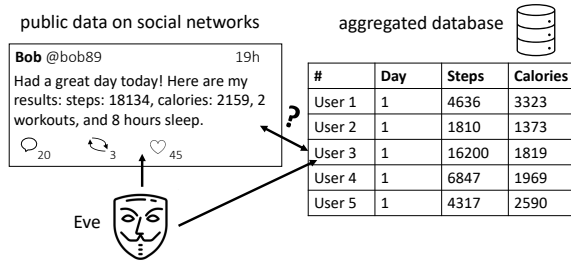 public data on social networks
Bob @bob89 19h
Had a great day today! Here are my
results: steps: 18134, calories: 2159, 2
workouts, and 8 hours sleep.
20 3 45
?
Eve
aggregated database
# Day Steps Calories
User 1 1 4636 3323
User 2 1 1810 1373
User 3 1 16200 1819
User 4 1 6847 1969
User 5 1 4317 2590